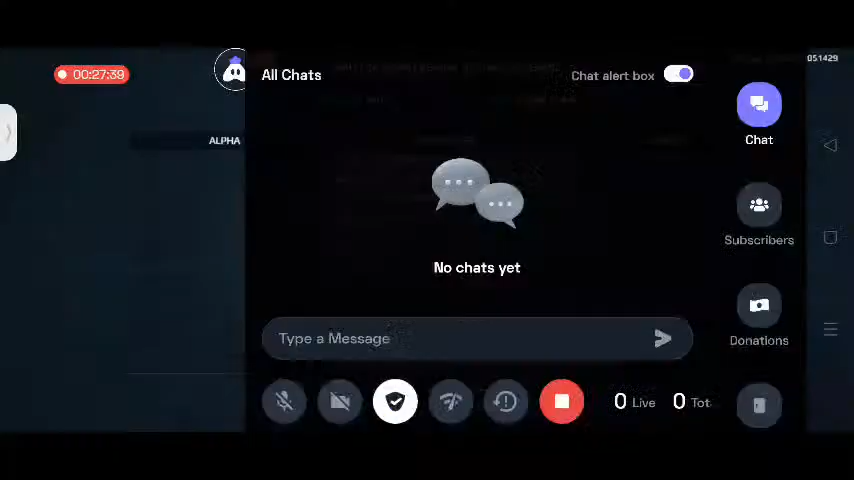 00:27:39
All Chats
Chat alert box
051429
ALPHA
Chat
Subscribers
No chats yet
Type a Message
Donations
0 Live 0 Tot